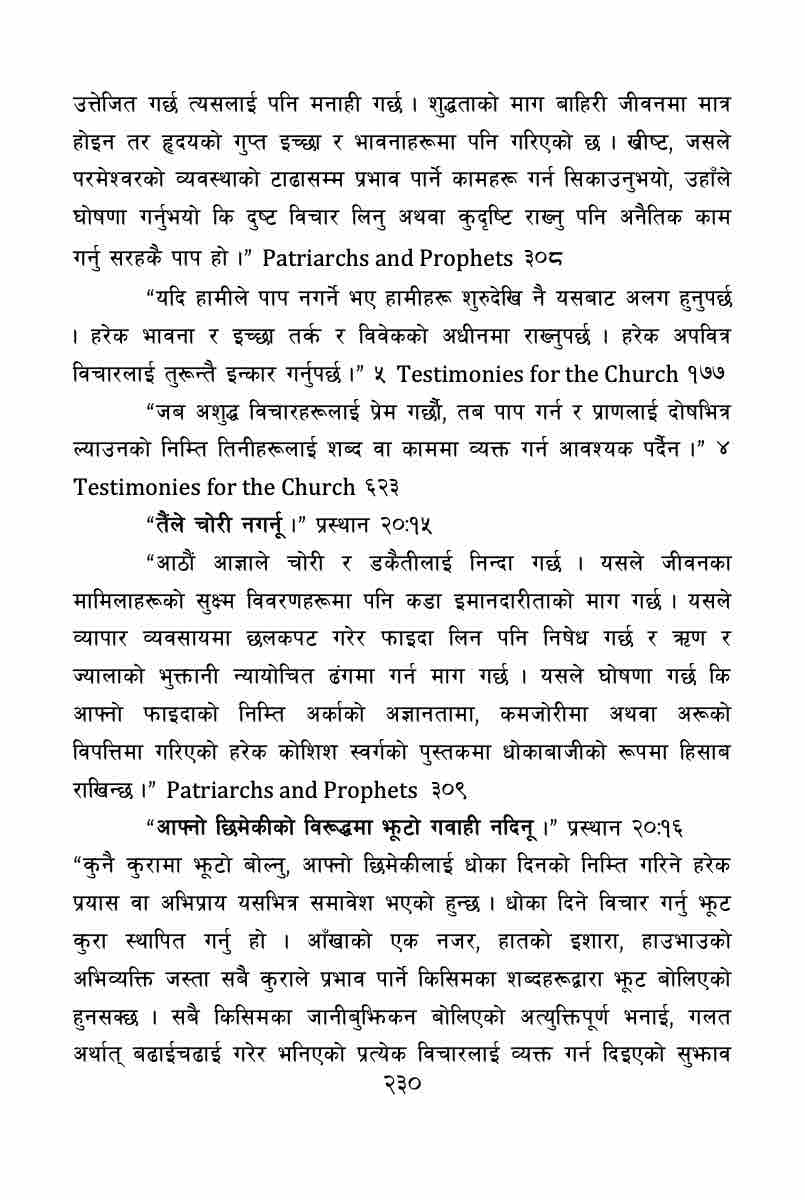 उत्तेजित गर्छ त्यसलाई पनि मनाही गर्छ । शुद्धताको माग बाहिरी जीवनमा मात्र
होइन तर हृदयको गुप्त इच्छा र भावनाहरूमा पनि गरिएको छ । ख्रीष्ट, जसले
परमेश्वरको व्यवस्थाको टाढासम्म प्रभाव पार्ने कामहरू गर्न सिकाउनुभयो, उहाँले
घोषणा गर्नुभयो कि दुष्ट विचार लिनु अथवा कुदृष्टि राख्नु पनि अनैतिक काम
गर्नु सरहकै पाप हो ।” Patriarchs and Prophets ३०८
“यदि हामीले पाप नगर्ने भए हामीहरू शुरुदेखि नै यसबाट अलग हुनुपर्छ
। हरेक भावना र इच्छा तर्क र विवेकको अधीनमा राख्नुपर्छ । हरेक अपवित्र
विचारलाई तुरून्तै इन्कार गर्नुपर्छ ।” ५ Testimonies for the Church १७७
“जब अशुद्ध विचारहरूलाई प्रेम गर्छौं, तब पाप गर्न र प्राणलाई दोषभित्र
ल्याउनको निम्ति तिनीहरूलाई शब्द वा काममा व्यक्त गर्न आवश्यक पर्दैन ।” ४
Testimonies for the Church ६२३
“तैंले चोरी नगर्नू ।” प्रस्थान २०:१५
“आठौं आज्ञाले चोरी र डकैतीलाई निन्दा गर्छ । यसले जीवनका
मामिलाहरूको सुक्ष्म विवरणहरूमा पनि कडा इमानदारीताको माग गर्छ । यसले
व्यापार व्यवसायमा छलकपट गरेर फाइदा लिन पनि निषेध गर्छ र ऋण र
ज्यालाको भुक्तानी न्यायोचित ढंगमा गर्न माग गर्छ । यसले घोषणा गर्छ कि
आफ्नो फाइदाको निम्ति अर्काको अज्ञानतामा, कमजोरीमा अथवा अरूको
विपत्तिमा गरिएको हरेक कोशिश स्वर्गको पुस्तकमा धोकाबाजीको रूपमा हिसाब
राखिन्छ ।” Patriarchs and Prophets ३०९
“आफ्नो छिमेकीको विरूद्धमा झूटो गवाही नदिनू ।” प्रस्थान २०:१६
“कुनै कुरामा झूटो बोल्नु, आफ्नो छिमेकीलाई धोका दिनको निम्ति गरिने हरेक
प्रयास वा अभिप्राय यसभित्र समावेश भएको हुन्छ । धोका दिने विचार गर्नु झूट
कुरा स्थापित गर्नु हो । आँखाको एक नजर, हातको इशारा, हाउभाउको
अभिव्यक्ति जस्ता सबै कुराले प्रभाव पार्ने किसिमका शब्दहरूद्वारा झूट बोलिएको
हुनसक्छ । सबै किसिमका जानीबुझिकन बोलिएको अत्युक्तिपूर्ण भनाई, गलत
अर्थात् बढाईचढाई गरेर भनिएको प्रत्येक विचारलाई व्यक्त गर्न दिइएको सुझाव
२३०